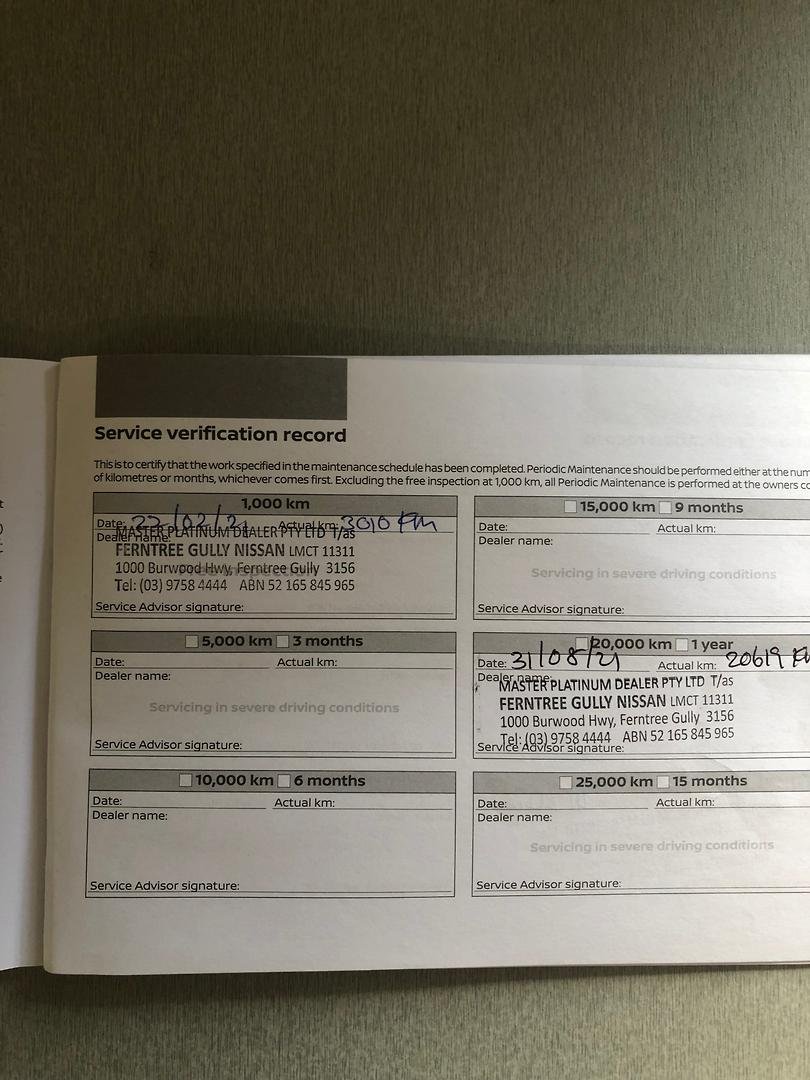 Service verification record
This is to certify that the work specified in the maintenance schedule has been completed. Periodic Maintenance should be performed either at the num
of kilometres or months, whichever comes first. Excluding the free inspection at 1,000 km, all Periodic Maintenance is performed at the owners co
1,000 km
Date: 22/02/21 Actual km: 3010 Km
Dealer name:
MASTER PLATINUM DEALER PTY LTD T/as
FERNTREE GULLY NISSAN LMCT 11311
1000 Burwood Hwy, Ferntree Gully 3156
Free inspection
Tel: (03) 9758 4444 ABN 52 165 845 965
Service Advisor signature:
5,000 km 3 months
Date: Actual km:
Dealer name:
Servicing in severe driving conditions
Service Advisor signature:
10,000 km 6 months
Date: Actual km:
Dealer name:
Service Advisor signature:
15,000 km 9 months
Date: Actual km:
Dealer name:
Servicing in severe driving conditions
Service Advisor signature:
20,000 km 1 year
Date: 31/08/21 Actual km: 20619 K
Dealer name:
MASTER PLATINUM DEALER PTY LTD T/as
FERNTREE GULLY NISSAN LMCT 11311
1000 Burwood Hwy, Ferntree Gully 3156
Tel: (03) 9758 4444 ABN 52 165 845 965
Service Advisor signature:
25,000 km 15 months
Date: Actual km:
Dealer name:
Servicing in severe driving conditions
Service Advisor signature: